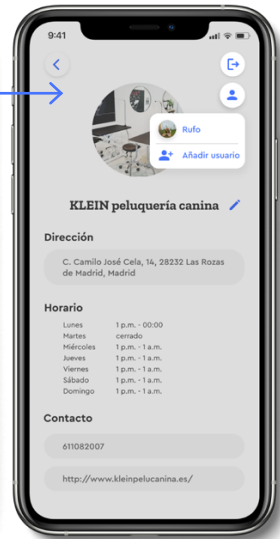 9:41
Rufo
Añadir usuario
KLEIN peluquería canina
Dirección
C. Camilo José Cela, 14, 28232 Las Rozas
de Madrid, Madrid
Horario
Lunes 1 p.m. - 00:00
Martes cerrado
Miércoles 1 p.m. - 1 a.m.
Jueves 1 p.m. - 1 a.m.
Viernes 1 p.m. - 1 a.m.
Sábado 1 p.m. - 1 a.m.
Domingo 1 p.m. - 1 a.m.
Contacto
611082007
http://www.kleinpelucanina.es/